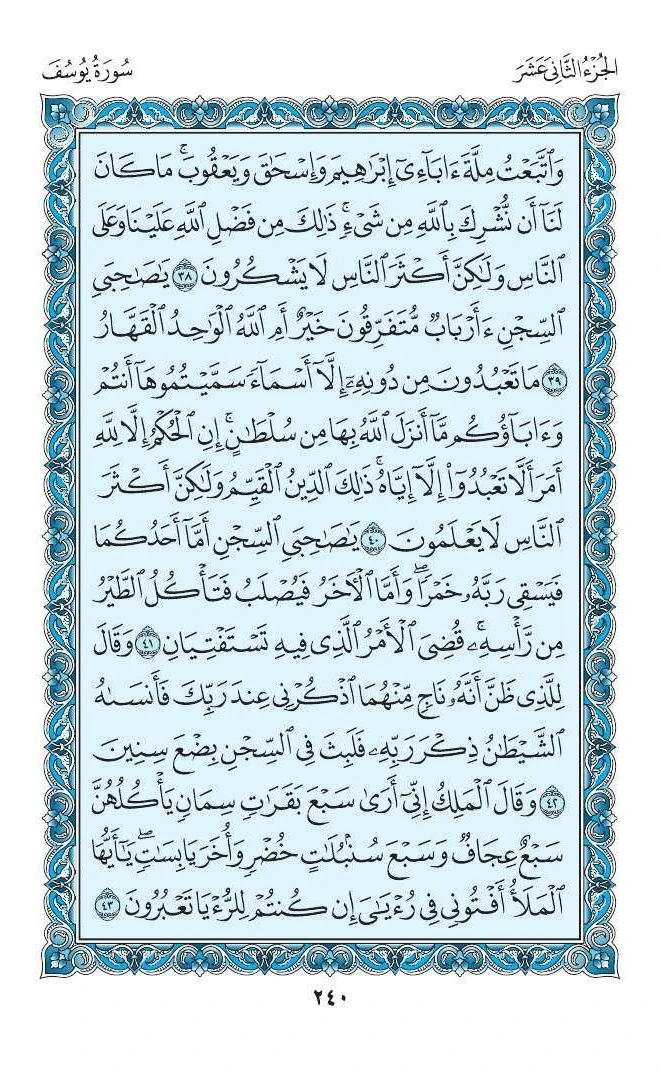 الجُزْءُ الثَّانِى عَشَرَ
سُورَةُ يُوسُفَ
وَٱتَّبَعْتُ مِلَّةَ ءَابَآءِىٓ إِبْرَٰهِيمَ وَإِسْحَٰقَ وَيَعْقُوبَۚ مَا كَانَ
لَنَآ أَن نُّشْرِكَ بِٱللَّهِ مِن شَىْءٍۚ ذَٰلِكَ مِن فَضْلِ ٱللَّهِ عَلَيْنَا وَعَلَى
ٱلنَّاسِ وَلَٰكِنَّ أَكْثَرَ ٱلنَّاسِ لَا يَشْكُرُونَ ٣٨ يَٰصَٰحِبَىِ
ٱلسِّجْنِ ءَأَرْبَابٌ مُّتَفَرِّقُونَ خَيْرٌ أَمِ ٱللَّهُ ٱلْوَٰحِدُ ٱلْقَهَّارُ
٣٩ مَا تَعْبُدُونَ مِن دُونِهِۦٓ إِلَّآ أَسْمَآءً سَمَّيْتُمُوهَآ أَنتُمْ
وَءَابَآؤُكُم مَّآ أَنزَلَ ٱللَّهُ بِهَا مِن سُلْطَٰنٍۚ إِنِ ٱلْحُكْمُ إِلَّا لِلَّهِ
أَمَرَ أَلَّا تَعْبُدُوٓا۟ إِلَّآ إِيَّاهُۚ ذَٰلِكَ ٱلدِّينُ ٱلْقَيِّمُ وَلَٰكِنَّ أَكْثَرَ
ٱلنَّاسِ لَا يَعْلَمُونَ ٤٠ يَٰصَٰحِبَىِ ٱلسِّجْنِ أَمَّآ أَحَدُكُمَا
فَيَسْقِى رَبَّهُۥ خَمْرًاۖ وَأَمَّا ٱلْءَاخَرُ فَيُصْلَبُ فَتَأْكُلُ ٱلطَّيْرُ
مِن رَّأْسِهِۦۚ قُضِىَ ٱلْأَمْرُ ٱلَّذِى فِيهِ تَسْتَفْتِيَانِ ٤١ وَقَالَ
لِلَّذِى ظَنَّ أَنَّهُۥ نَاجٍ مِّنْهُمَا ٱذْكُرْنِى عِندَ رَبِّكَ فَأَنسَىٰهُ
ٱلشَّيْطَٰنُ ذِكْرَ رَبِّهِۦ فَلَبِثَ فِى ٱلسِّجْنِ بِضْعَ سِنِينَ
٤٢ وَقَالَ ٱلْمَلِكُ إِنِّىٓ أَرَىٰ سَبْعَ بَقَرَٰتٍ سِمَانٍ يَأْكُلُهُنَّ
سَبْعٌ عِجَافٌ وَسَبْعَ سُنۢبُلَٰتٍ خُضْرٍ وَأُخَرَ يَابِسَٰتٍۖ يَٰٓأَيُّهَا
ٱلْمَلَأُ أَفْتُونِى فِى رُءْيَٰىَ إِن كُنتُمْ لِلرُّءْيَا تَعْبُرُونَ ٤٣
٢٤٠